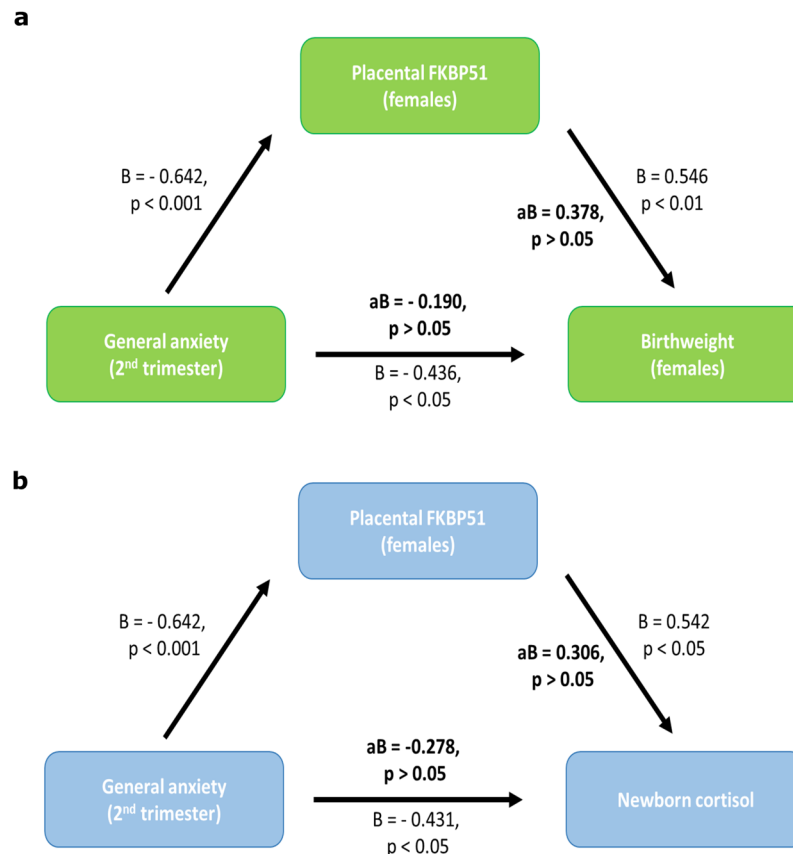 a
Placental FKBP51
(females)
B = - 0.642,
p < 0.001
B = 0.546
p < 0.01
aB = 0.378,
p > 0.05
aB = - 0.190,
p > 0.05
General anxiety
(2nd trimester)
Birthweight
(females)
B = - 0.436,
p < 0.05
b
Placental FKBP51
(females)
B = - 0.642,
p < 0.001
B = 0.542
p < 0.05
aB = 0.306,
p > 0.05
aB = -0.278,
p > 0.05
General anxiety
(2nd trimester)
Newborn cortisol
B = - 0.431,
p < 0.05